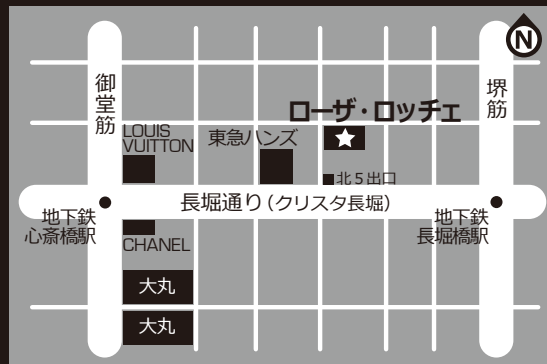 N
御堂筋
堺筋
ローザ・ロッチェ
LOUIS
VUITTON
東急ハンズ
北5出口
長堀通り(クリスタ長堀)
地下鉄
心斎橋駅
地下鉄
長堀橋駅
CHANEL
大丸
大丸